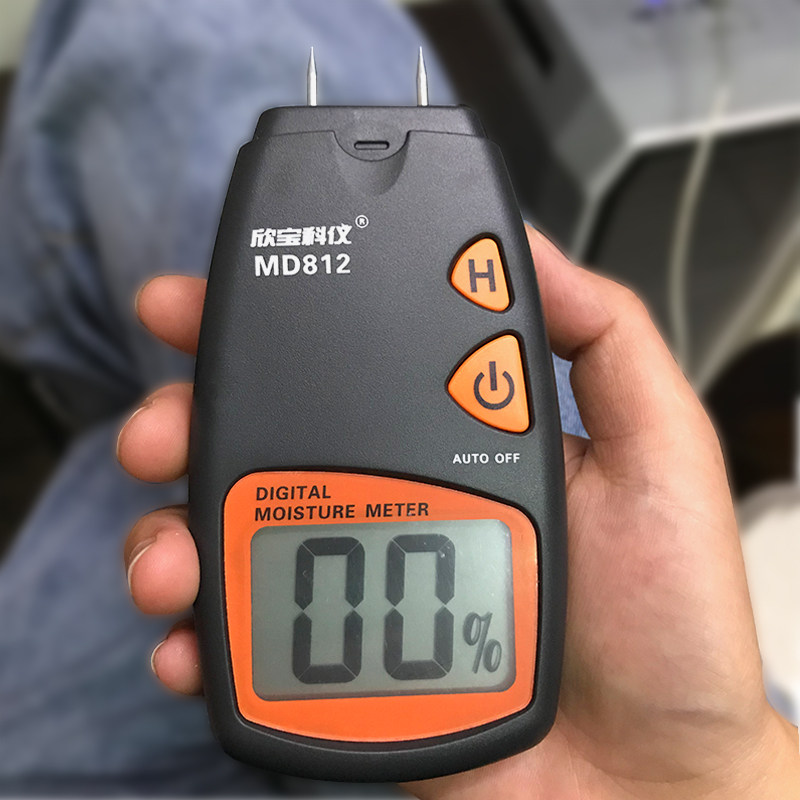 欣宝科仪®
MD812
H
AUTO OFF
DIGITAL
MOISTURE METER
00%